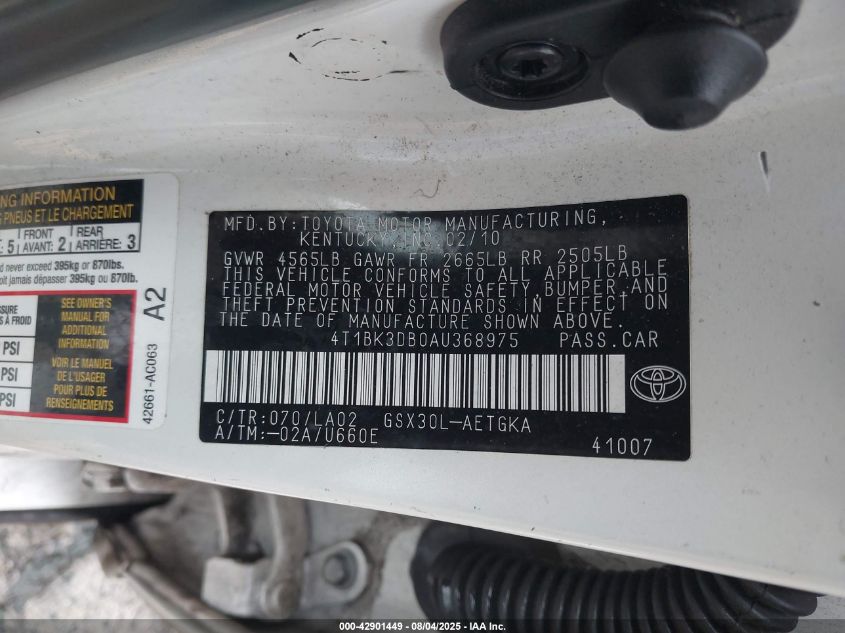 NG INFORMATION
PNEUS ET LE CHARGEMENT
5 FRONT AVANT: 2 REAR ARRIÈRE: 3
d never exceed 395kg or 870lbs.
oit jamais dépasser 395kg ou 870lb.
SSURE
S À FROID
PSI
PSI
PSI
SEE OWNER'S
MANUAL FOR
ADDITIONAL
INFORMATION
VOIR LE MANUEL
DE L'USAGER
POUR PLUS DE
RENSEIGNEMENTS
A2
42661-AC063
MFD.BY:TOYOTA MOTOR MANUFACTURING,
KENTUCKY,INC.02/10
GVWR 4565LB GAWR FR 2665LB RR 2505LB
THIS VEHICLE CONFORMS TO ALL APPLICABLE
FEDERAL MOTOR VEHICLE SAFETY,BUMPER,AND
THEFT PREVENTION STANDARDS IN EFFECT ON
THE DATE OF MANUFACTURE SHOWN ABOVE.
4T1BK3DB0AU368975 PASS.CAR
C/TR:070/LA02 GSX30L-AETGKA
A/TM:-02A/U660E
41007
000-42901449 - 08/04/2025 - IAA Inc.